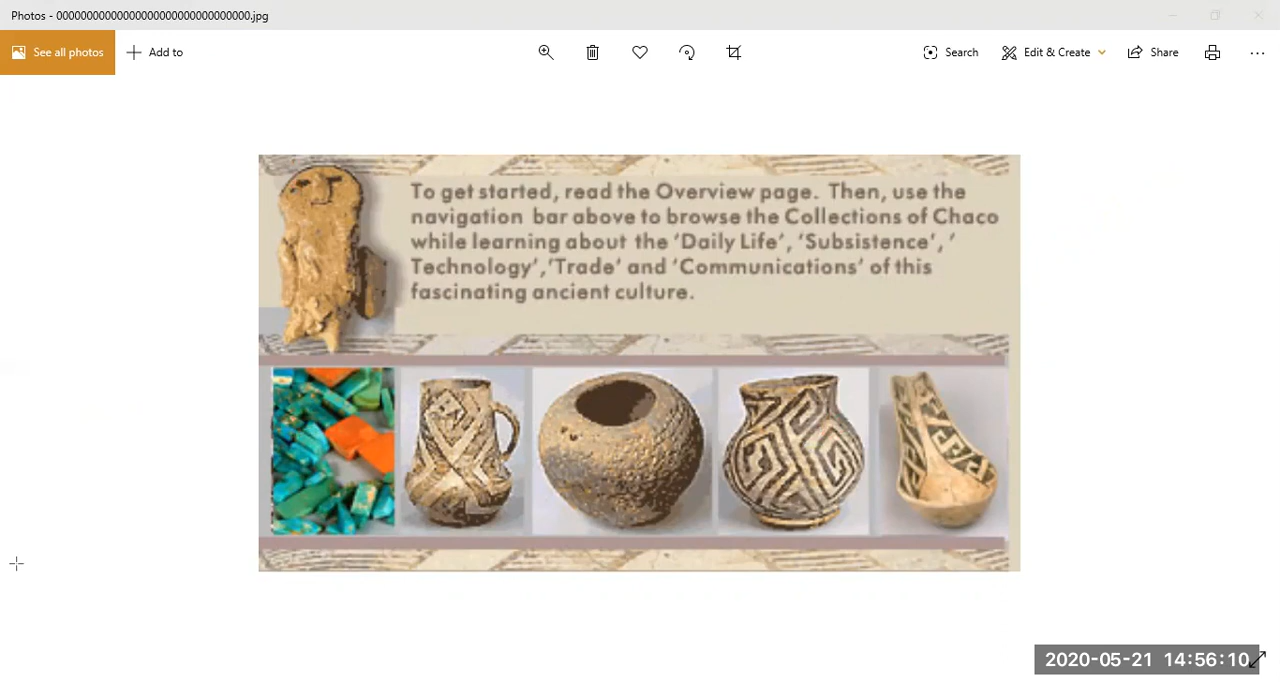 Photos - 00000000000000000000000000000000.jpg
See all photos
Add to
Search
Edit & Create
Share
To get started, read the Overview page. Then, use the
navigation bar above to browse the Collections of Chaco
while learning about the 'Daily Life', 'Subsistence', '
Technology', 'Trade' and 'Communications' of this
fascinating ancient culture.
2020-05-21 14:56:10